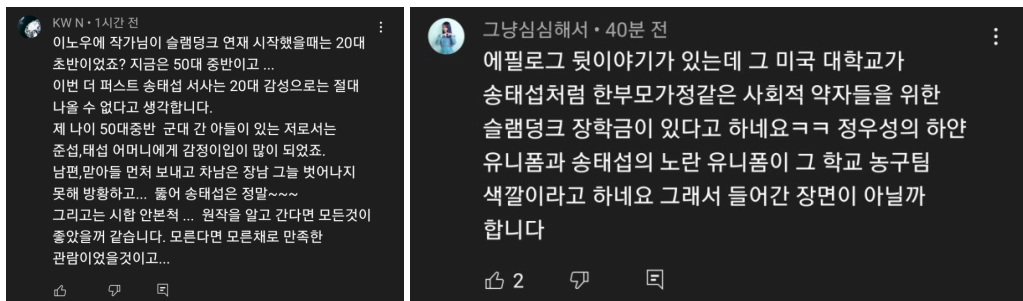 KW N • 1시간 전
이노우에 작가님이 슬램덩크 연재 시작했을때는 20대
초반이었죠? 지금은 50대 중반이고 ...
이번 더 퍼스트 송태섭 서사는 20대 감성으로는 절대
나올 수 없다고 생각합니다.
제 나이 50대중반 군대 간 아들이 있는 저로서는
준섭,태섭 어머니에게 감정이입이 많이 되었죠.
남편,맏아들 먼저 보내고 차남은 장남 그늘 벗어나지
못해 방황하고... 뚫어 송태섭은 정말~~~
그리고는 시합 안본척 ... 원작을 알고 간다면 모든것이
좋았을꺼 같습니다. 모른다면 모른채로 만족한
관람이었을것이고...
그냥심심해서 • 40분 전
에필로그 뒷이야기가 있는데 그 미국 대학교가
송태섭처럼 한부모가정같은 사회적 약자들을 위한
슬램덩크 장학금이 있다고 하네요ㅋㅋ 정우성의 하얀
유니폼과 송태섭의 노란 유니폼이 그 학교 농구팀
색깔이라고 하네요 그래서 들어간 장면이 아닐까
합니다
2